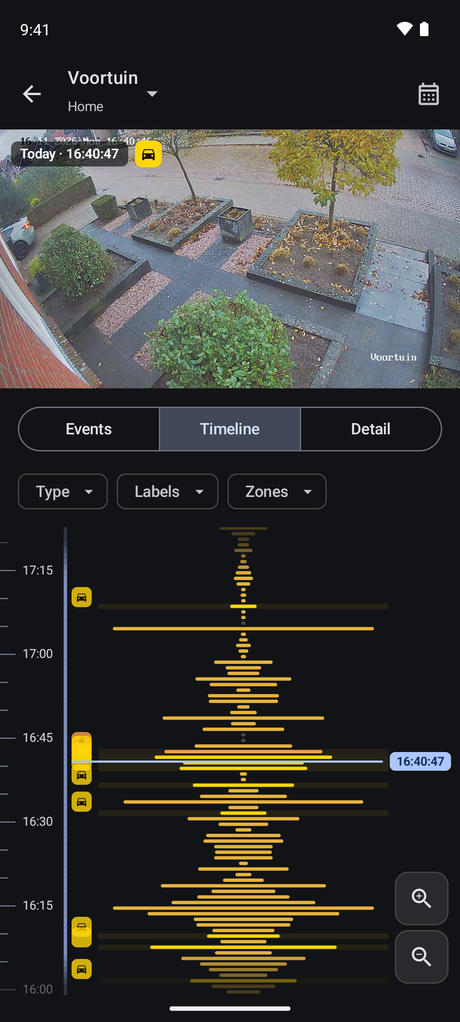 9:41
Voortuin
Home
Today · 16:40:47
Voortuin
Events
Timeline
Detail
Type
Labels
Zones
17:15
17:00
16:45
16:40:47
16:30
16:15
16:00